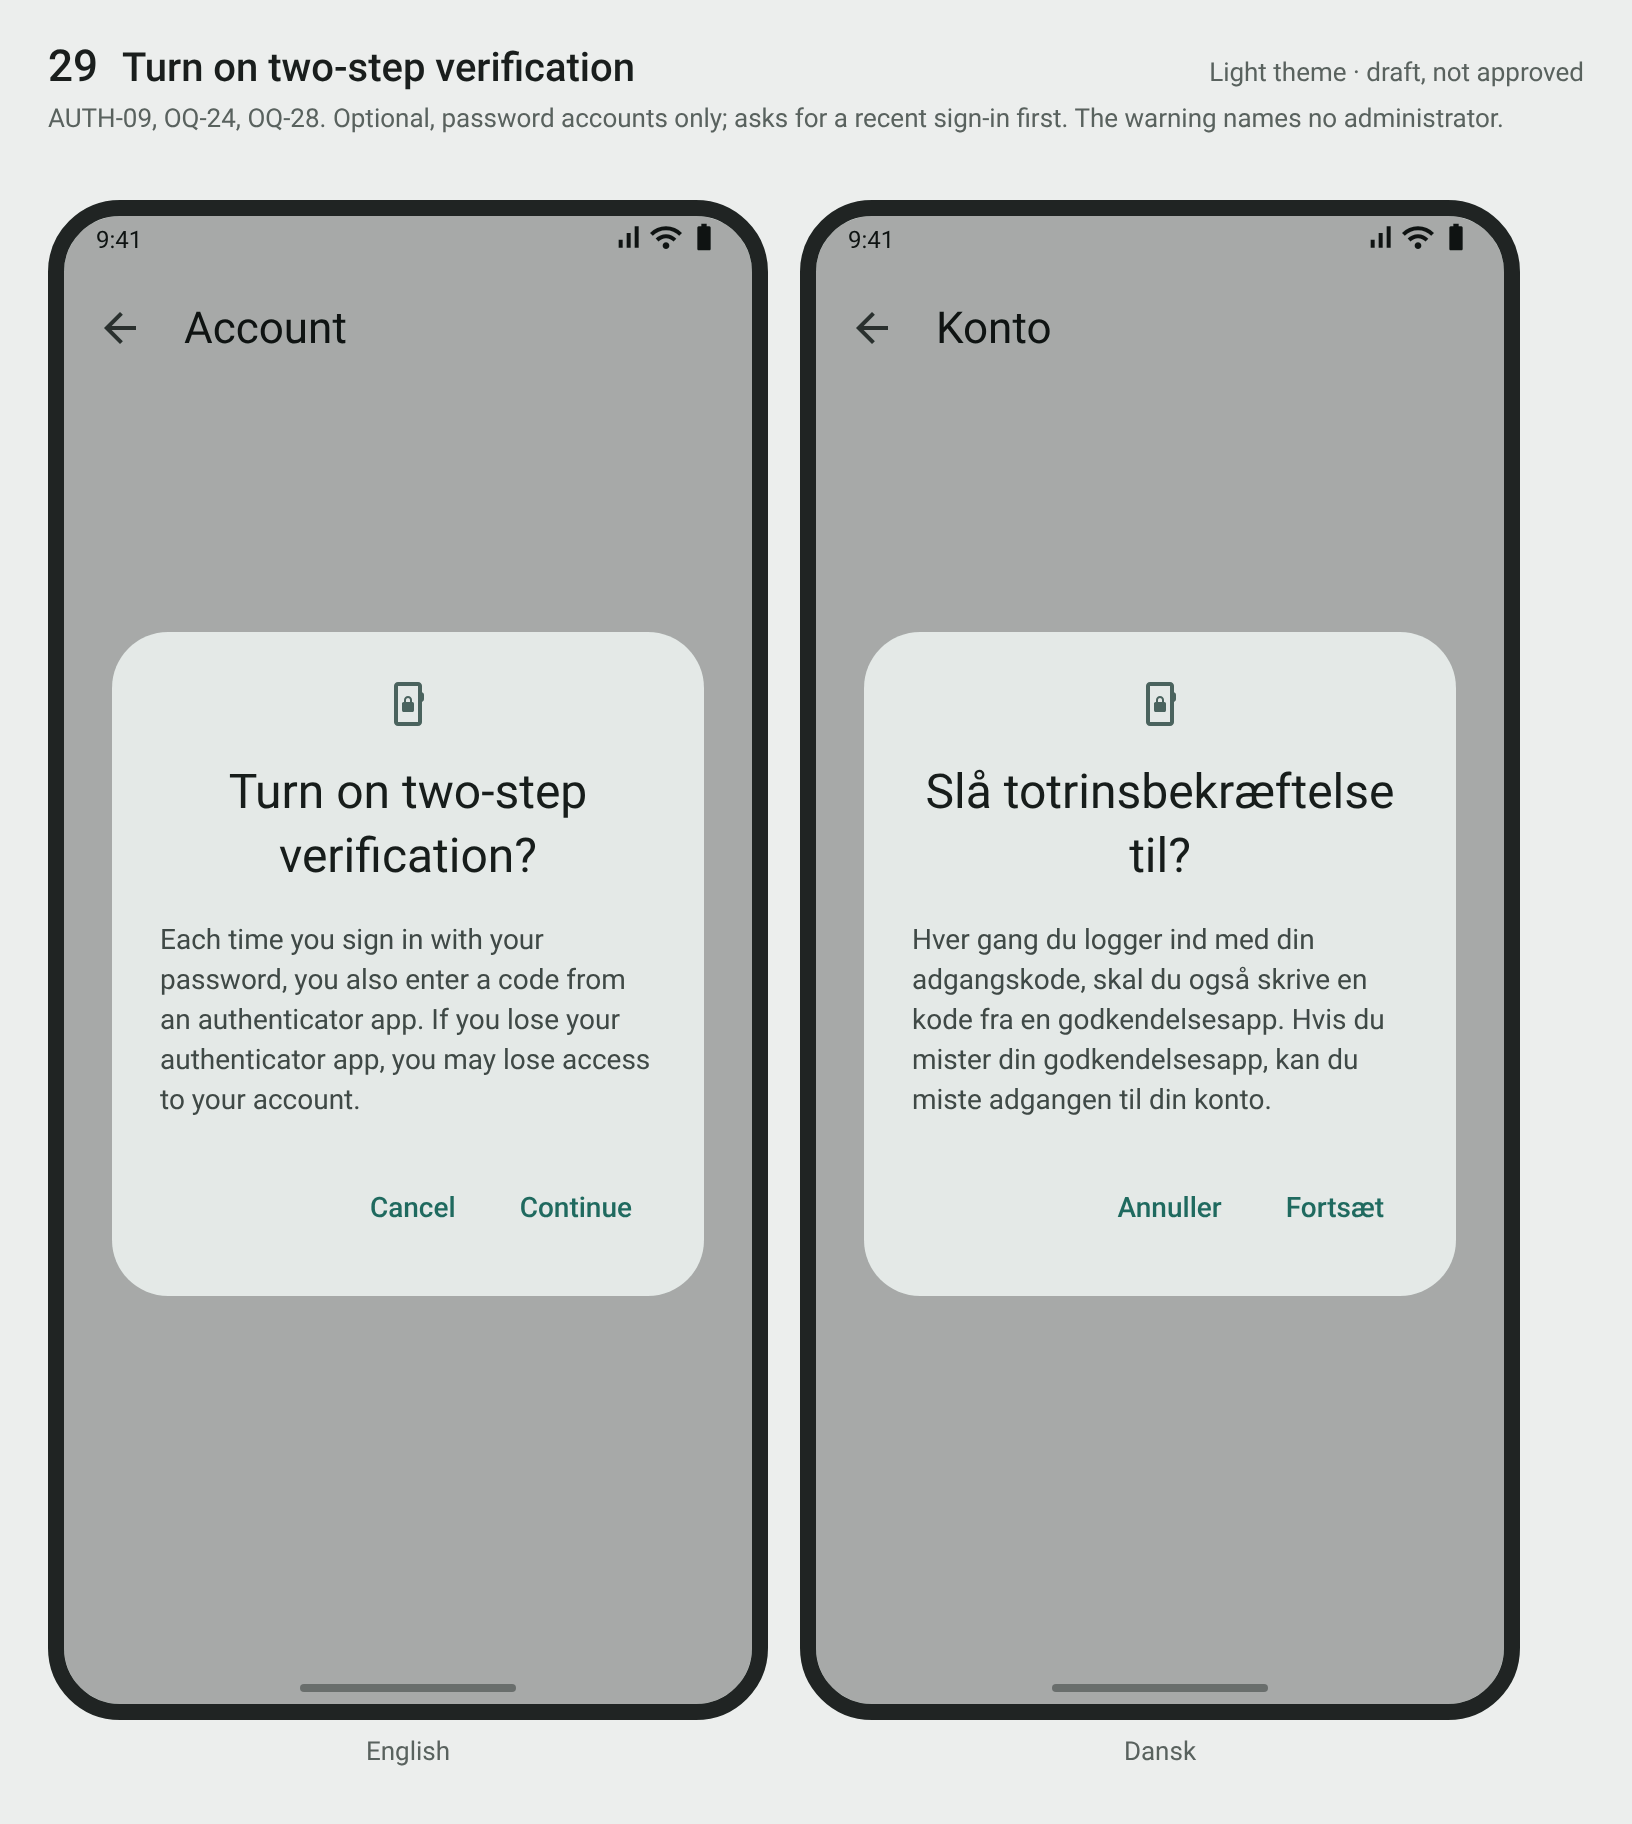 29 Turn on two-step verification
Light theme · draft, not approved
AUTH-09, OQ-24, OQ-28. Optional, password accounts only; asks for a recent sign-in first. The warning names no administrator.
9:41
Account
Turn on two-step
verification?
Each time you sign in with your
password, you also enter a code from
an authenticator app. If you lose your
authenticator app, you may lose access
to your account.
Cancel Continue
English
9:41
Konto
Slå totrinsbekræftelse
til?
Hver gang du logger ind med din
adgangskode, skal du også skrive en
kode fra en godkendelsesapp. Hvis du
mister din godkendelsesapp, kan du
miste adgangen til din konto.
Annuller Fortsæt
Dansk